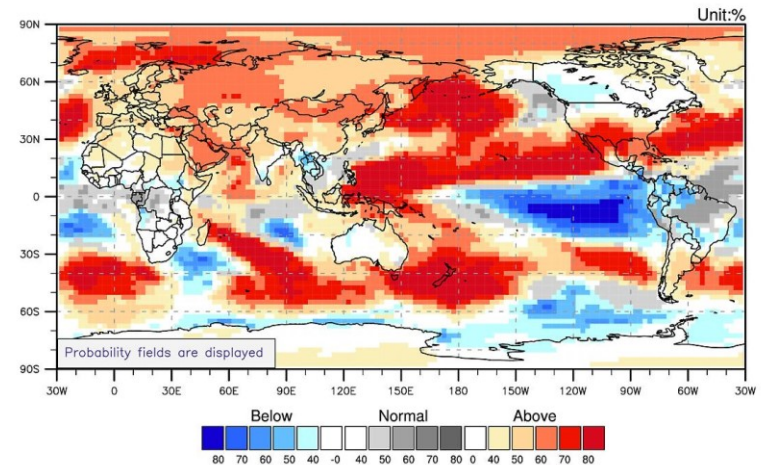 Unit:%
90N
60N
30N
0
30S
60S
90S
Probability fields are displayed
30W 0 30E 60E 90E 120E 150E 180 150W 120W 90W 60W 30W
Below Normal Above
80 70 60 50 40 -0 40 50 60 70 80 0 40 50 60 70 80